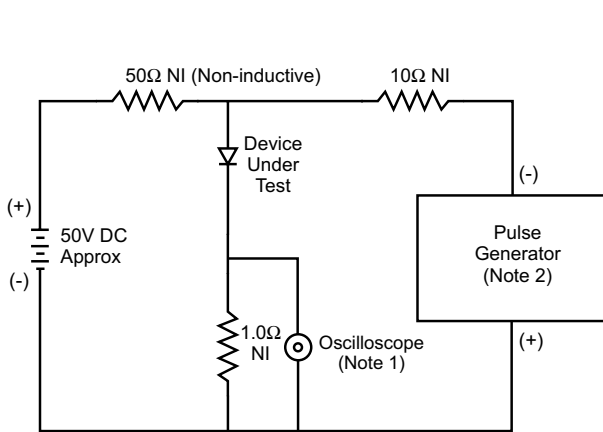 50Ω NI (Non-inductive)
10Ω NI
Device
Under
Test
(-)
(+)
50V DC
Approx
(-)
Pulse
Generator
(Note 2)
1.0Ω
NI
Oscilloscope
(Note 1)
(+)